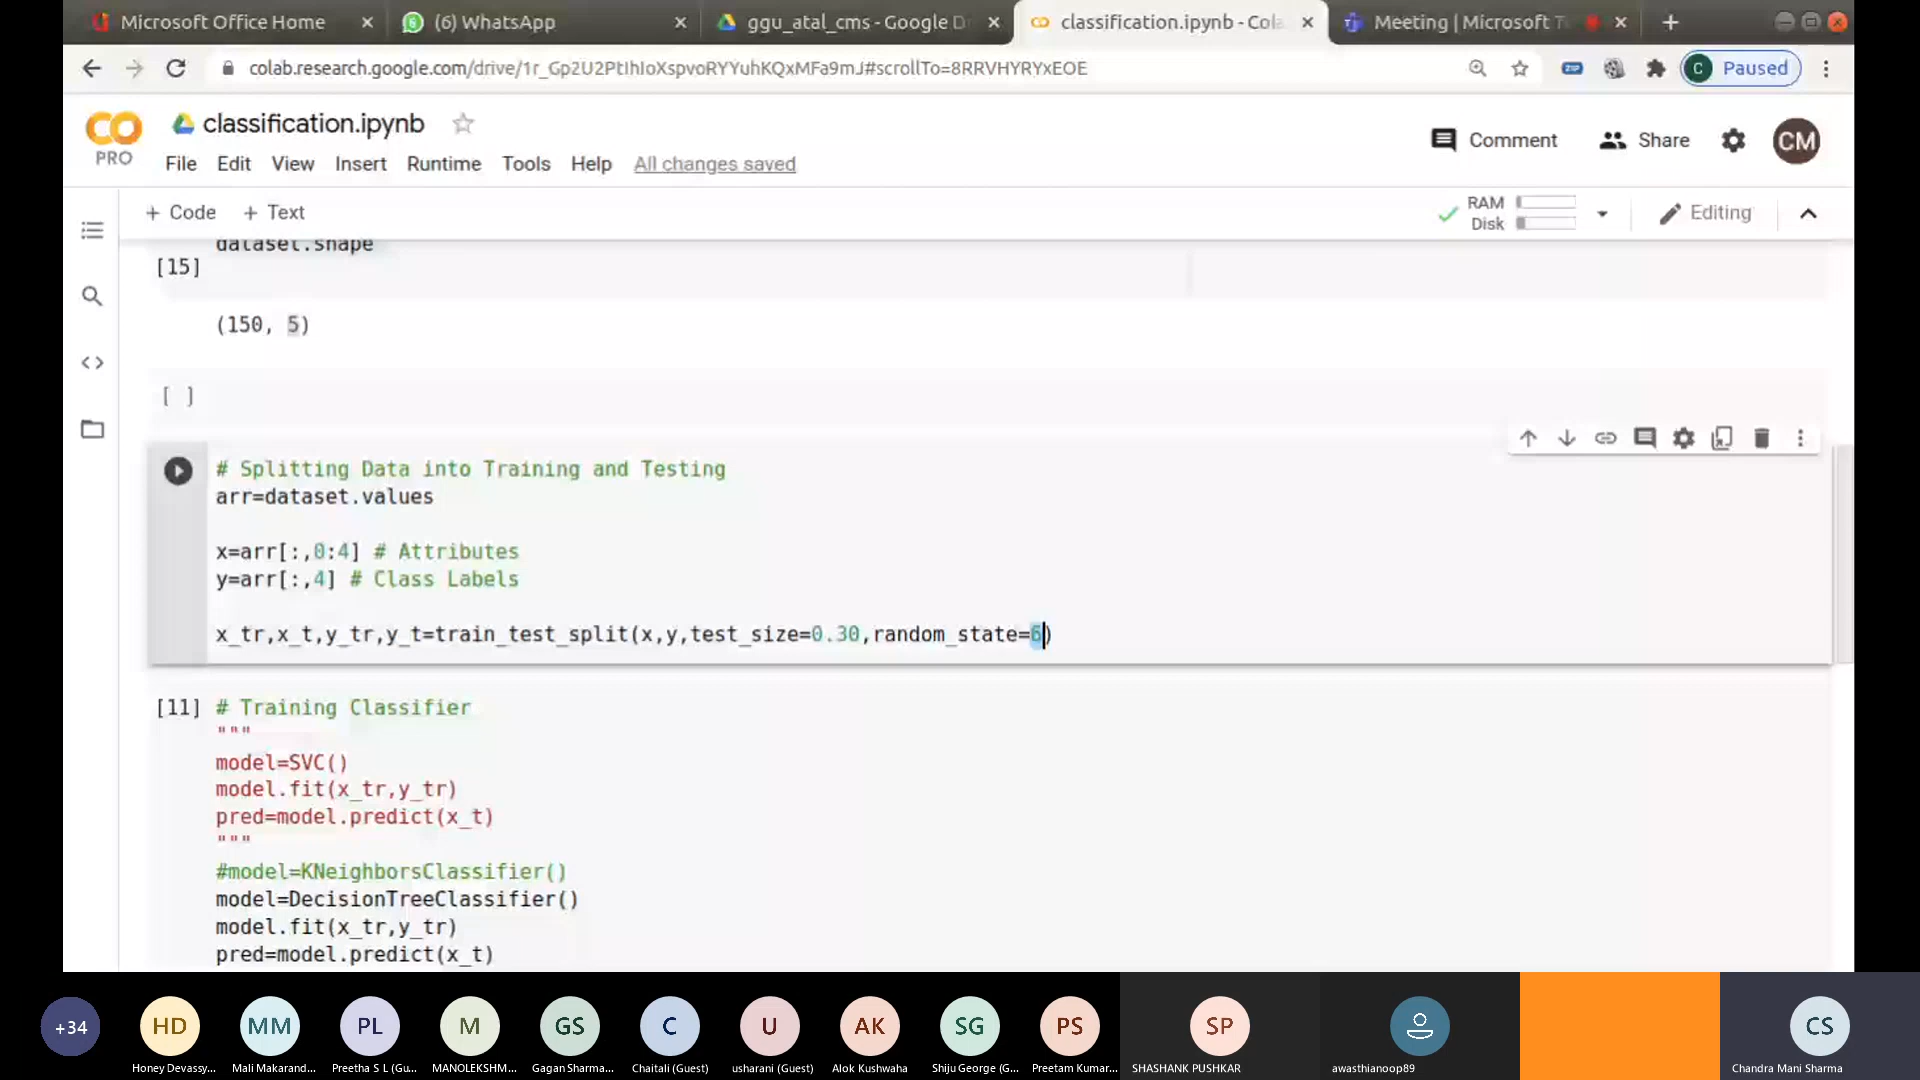 Microsoft Office Home
(6) WhatsApp
ggu_atal_cms - Google D
classification.ipynb - Cola
Meeting | Microsoft T
colab.research.google.com/drive/1r_Gp2U2PtIhIoXspvoRYYuhKQxMFa9mJ#scrollTo=8RRVHYRYxEOE
ZIP
C Paused
PRO
classification.ipynb
File Edit View Insert Runtime Tools Help All changes saved
Comment
Share
CM
+ Code + Text
RAM
Disk
Editing
dataset.shape
[15]
(150, 5)
[ ]
# Splitting Data into Training and Testing
arr=dataset.values
x=arr[:,0:4] # Attributes
y=arr[:,4] # Class Labels
x_tr,x_t,y_tr,y_t=train_test_split(x,y,test_size=0.30,random_state=6)
[11] # Training Classifier
"""
model=SVC()
model.fit(x_tr,y_tr)
pred=model.predict(x_t)
"""
#model=KNeighborsClassifier()
model=DecisionTreeClassifier()
model.fit(x_tr,y_tr)
pred=model.predict(x_t)
+34
HD
MM
PL
M
GS
C
U
AK
SG
PS
SP
CS
Honey Devassy...
Mali Makarand...
Preetha S L (Gu...
MANOLEKSHM...
Gagan Sharma...
Chaitali (Guest)
usharani (Guest)
Alok Kushwaha
Shiju George (G...
Preetam Kumar...
SHASHANK PUSHKAR
awasthianoop89
Chandra Mani Sharma